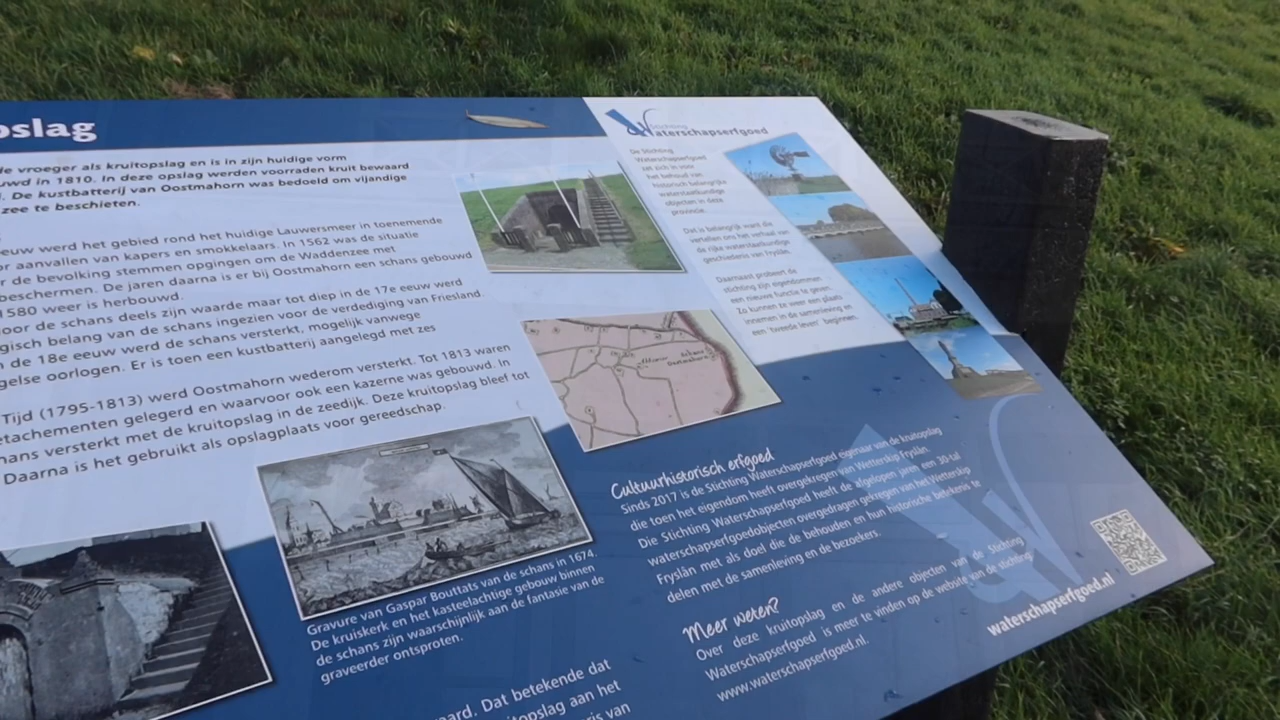 oslag
de vroeger als kruitopslag en is in zijn huidige vorm
uwd in 1810. In deze opslag werden voorraden kruit bewaard
. De kustbatterij van Oostmahorn was bedoeld om vijandige
zee te beschieten.
euw werd het gebied rond het huidige Lauwersmeer in toenemende
or aanvallen van kapers en smokkelaars. In 1562 was de situatie
r de bevolking stemmen opgingen om de Waddenzee met
beschermen. De jaren daarna is er bij Oostmahorn een schans gebouwd
1580 weer is herbouwd.
oor de schans deels zijn waarde maar tot diep in de 17e eeuw werd
gisch belang van de schans ingezien voor de verdediging van Friesland.
n de 18e eeuw werd de schans versterkt, mogelijk vanwege
gelse oorlogen. Er is toen een kustbatterij aangelegd met zes
Tijd (1795-1813) werd Oostmahorn wederom versterkt. Tot 1813 waren
etachementen gelegerd en waarvoor ook een kazerne was gebouwd. In
hans versterkt met de kruitopslag in de zeedijk. Deze kruitopslag bleef tot
Daarna is het gebruikt als opslagplaats voor gereedschap.
Gravure van Gaspar Bouttats van de schans in 1674.
De kruiskerk en het kasteelachtige gebouw binnen
de schans zijn waarschijnlijk aan de fantasie van de
graveerder ontsproten.
aard. Dat betekende dat
itopslag aan het
is van
Stichting
Waterschapserfgoed
De Stichting
Waterschapserfgoed
zet zich in voor
het behoud van
historisch belangrijke
waterstaatkundige
objecten in deze
provincie.
Dat is belangrijk want die
vertellen ons het verhaal van
de rijke waterstaatkundige
geschiedenis van Fryslân.
Daarnaast probeert de
stichting zijn eigendommen
een nieuwe functie te geven.
Zo kunnen ze weer een plaats
innemen in de samenleving en
een 'tweede leven' beginnen.
Cultuurhistorisch erfgoed
Sinds 2017 is de Stichting Waterschapserfgoed eigenaar van de kruitopslag
die toen het eigendom heeft overgekregen van Wetterskip Fryslân.
Die Stichting Waterschapserfgoed heeft de afgelopen jaren een 30-tal
waterschapserfgoedobjecten overgedragen gekregen van het Wetterskip
Fryslân met als doel die te behouden en hun historische betekenis te
delen met de samenleving en de bezoekers.
Meer weten?
Over deze kruitopslag en de andere objecten van de Stichting
Waterschapserfgoed is meer te vinden op de website van de stichting:
www.waterschapserfgoed.nl.
waterschapserfgoed.nl